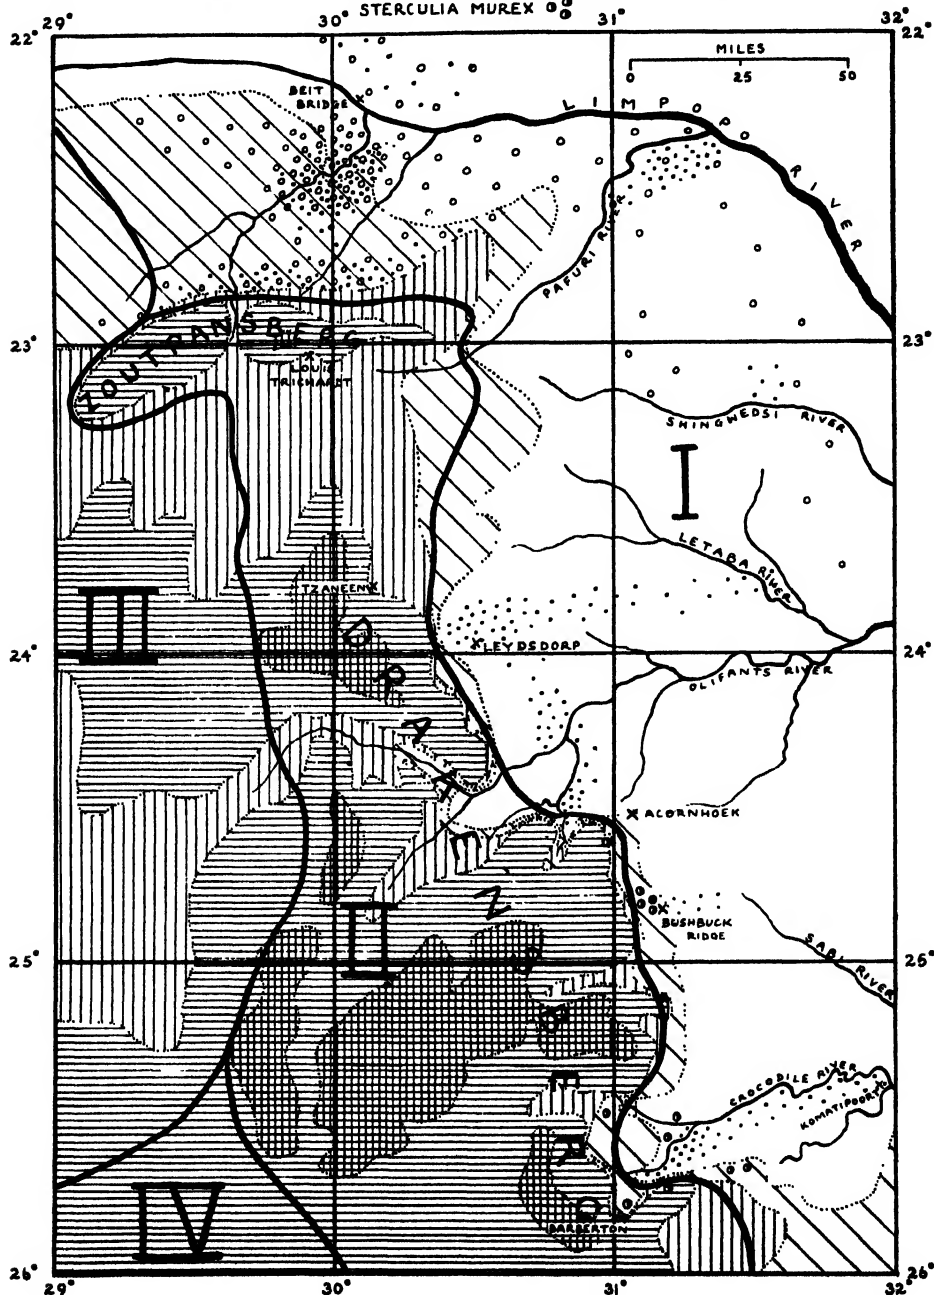 STERCULIA MUREX
29° 30° 31° 32°
22° 22°
MILES
0 25 50
BEIT
BRIDGE
LIMPOPO RIVER
PAFURI RIVER
ZOUTPANSBERG
23° 23°
LOUIS
TRICHARDT
SHINGWEDSI RIVER
I
LETABA RIVER
TZANEEN
III
LEYDSDORP
24° 24°
OLIFANTS RIVER
DRAKENSBERG
ACORNHOEK
II
BUSHBUCK
RIDGE
SABI RIVER
25° 25°
CROCODILE RIVER
KOMATIPOORT
IV
BARBERTON
26° 26°
29° 30° 31° 32°